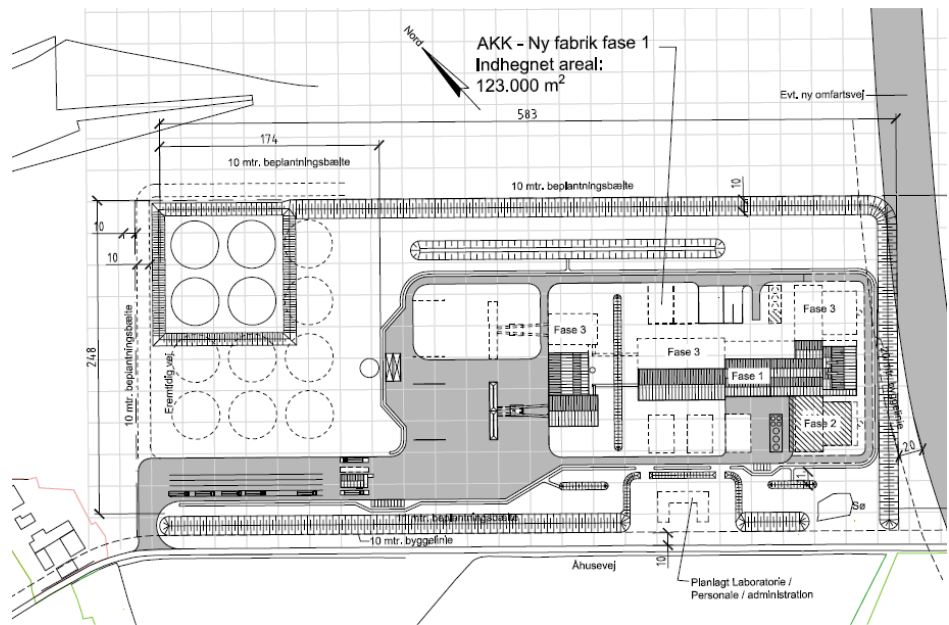 Nord
AKK - Ny fabrik fase 1
Indhegnet areal:
123.000 m²
Evt. ny omfartsvej
583
174
10 mtr. beplantningsbælte
10 mtr. beplantningsbælte
10
10
10
10 mtr. beplantningsbælte
248
Fremtidig vej
Fase 3
Fase 3
Fase 3
Fase 1
Fase 2
byggelinie
20
Sø
mtr. beplantningsbælte
10 mtr. byggelinie
10
Åhusevej
Planlagt Laboratorie /
Personale / administration